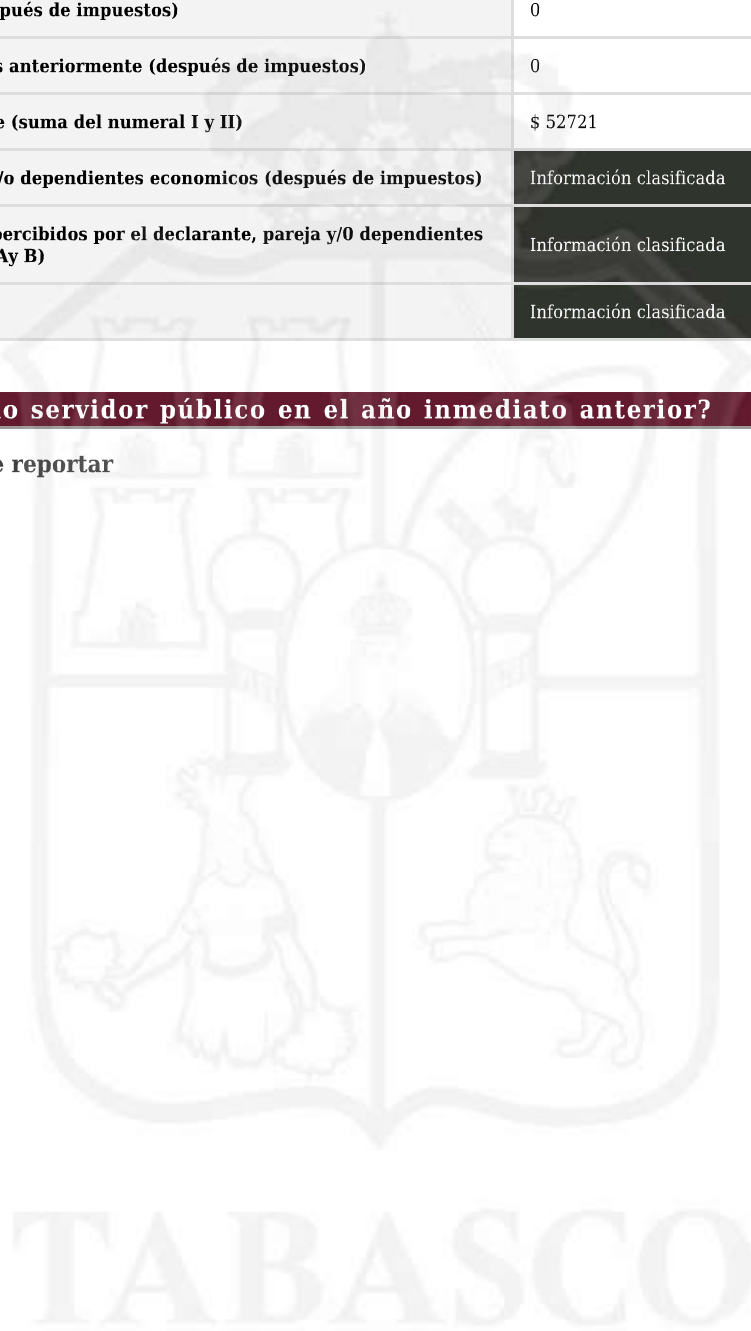 pués de impuestos)
0
s anteriormente (después de impuestos)
0
e (suma del numeral I y II)
$ 52721
/o dependientes economicos (después de impuestos)
Información clasificada
percibidos por el declarante, pareja y/0 dependientes
Ay B)
Información clasificada
Información clasificada
o servidor público en el año inmediato anterior?
e reportar
TABASCO